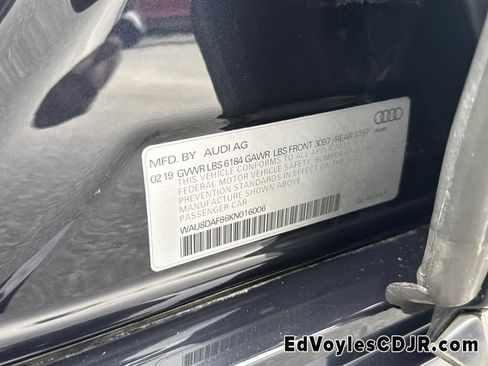 MFD. BY AUDI AG
02 19 GVWR LBS 6184 GAWR LBS FRONT 3097 / REAR 3197
THIS VEHICLE CONFORMS TO ALL APPLICABLE
FEDERAL MOTOR VEHICLE SAFETY, BUMPER, AND THEFT
PREVENTION STANDARDS IN EFFECT ON THE DATE OF
MANUFACTURE SHOWN ABOVE.
PASSENGER CAR
WAU8DAF86KN016006
Audi
EdVoylesCDJR.com